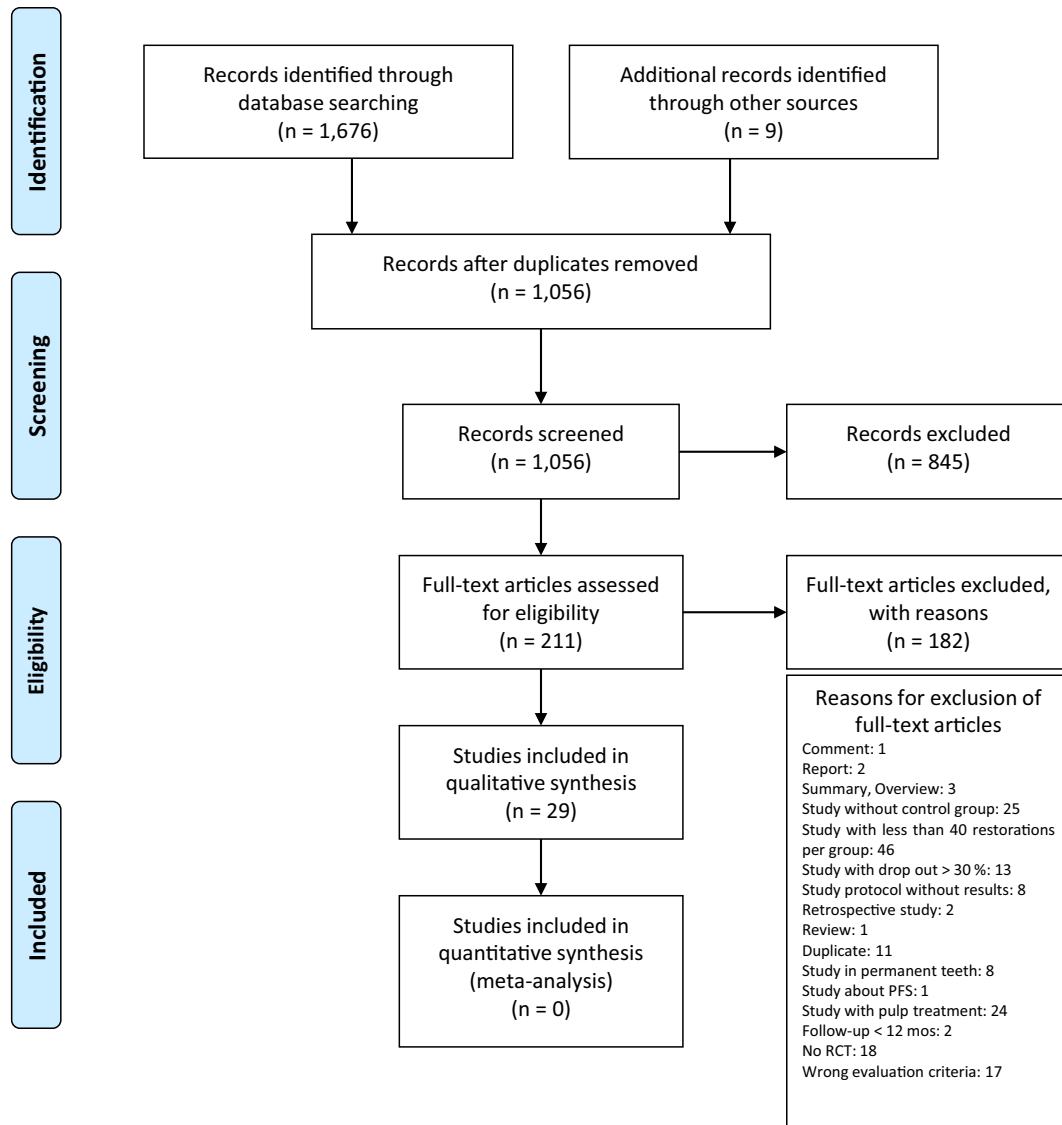 Identification
Records identified through
database searching
(n = 1,676)
Additional records identified
through other sources
(n = 9)
Records after duplicates removed
(n = 1,056)
Screening
Records screened
(n = 1,056)
Records excluded
(n = 845)
Eligibility
Full-text articles assessed
for eligibility
(n = 211)
Full-text articles excluded,
with reasons
(n = 182)
Reasons for exclusion of
full-text articles
Comment: 1
Report: 2
Summary, Overview: 3
Study without control group: 25
Study with less than 40 restorations
per group: 46
Study with drop out > 30 %: 13
Study protocol without results: 8
Retrospective study: 2
Review: 1
Duplicate: 11
Study in permanent teeth: 8
Study about PFS: 1
Study with pulp treatment: 24
Follow-up < 12 mos: 2
No RCT: 18
Wrong evaluation criteria: 17
Studies included in
qualitative synthesis
(n = 29)
Included
Studies included in
quantitative synthesis
(meta-analysis)
(n = 0)